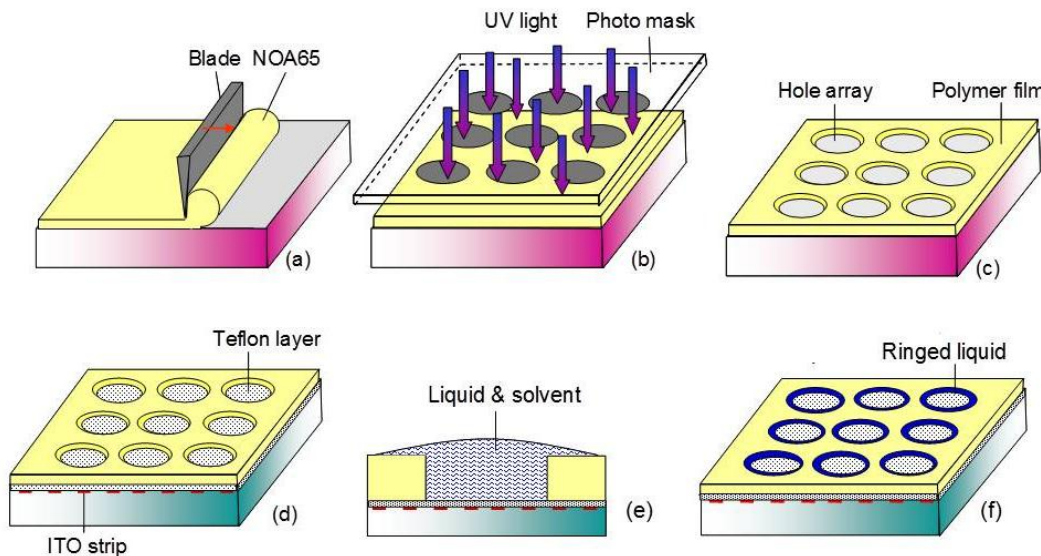 UV light
Photo mask
Blade
NOA65
Hole array
Polymer film
(a)
(b)
(c)
Teflon layer
Liquid & solvent
Ringed liquid
(d)
(e)
(f)
ITO strip